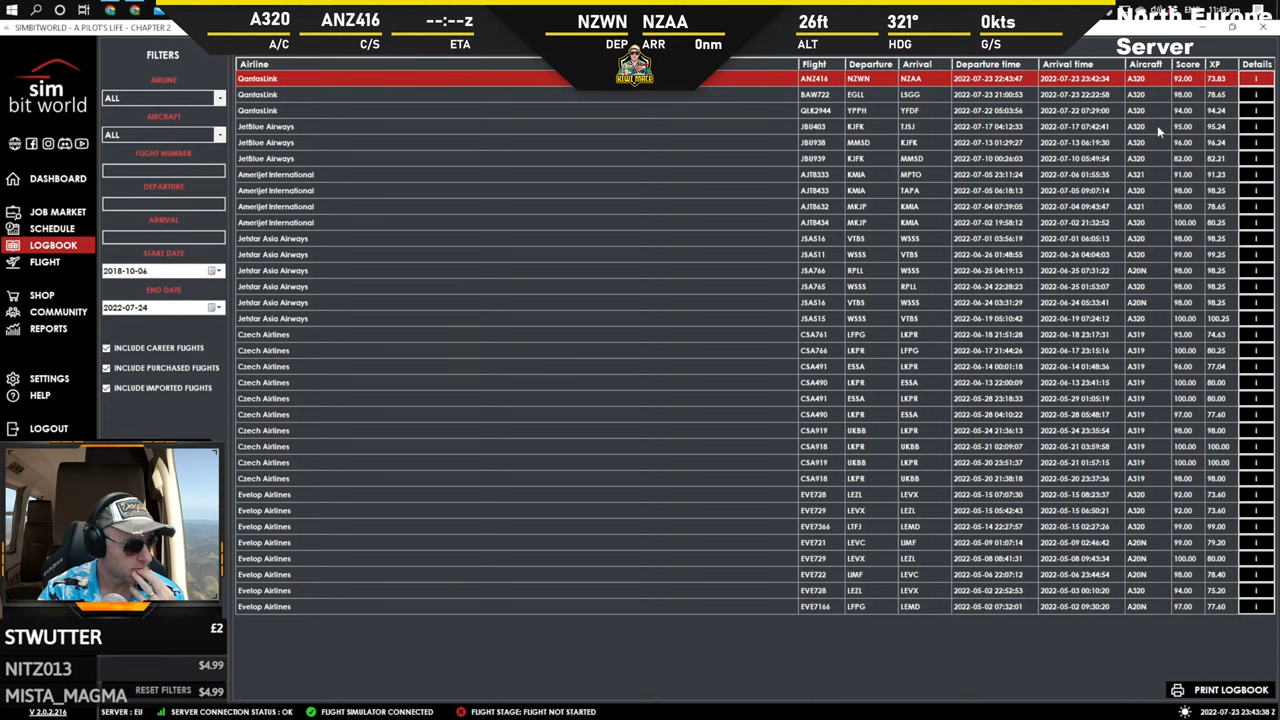 A320 ANZ416 --:--z NZWN NZAA 26ft 321° 0kts
A/C C/S ETA DEP ARR 0nm ALT HDG G/S
North Europe
Server
11:43 am
SIMBITWORLD - A PILOT'S LIFE - CHAPTER 2
sim
bit world
DASHBOARD
JOB MARKET
SCHEDULE
LOGBOOK
FLIGHT
SHOP
COMMUNITY
REPORTS
SETTINGS
HELP
LOGOUT
FILTERS
AIRLINE
ALL
AIRCRAFT
ALL
FLIGHT NUMBER
DEPARTURE
ARRIVAL
START DATE
2018-10-06
END DATE
2022-07-24
INCLUDE CAREER FLIGHTS
INCLUDE PURCHASED FLIGHTS
INCLUDE IMPORTED FLIGHTS
Airline Flight Departure Arrival Departure time Arrival time Aircraft Score XP Details
QantasLink ANZ416 NZWN NZAA 2022-07-23 22:43:47 2022-07-23 23:42:34 A320 92.00 73.83 i
QantasLink BAW722 EGLL LSGG 2022-07-23 21:00:53 2022-07-23 22:22:58 A320 98.00 78.65 i
QantasLink QLK2944 YPPH YFDF 2022-07-22 05:03:56 2022-07-22 07:29:00 A320 94.00 94.24 i
JetBlue Airways JBU403 KJFK TJSJ 2022-07-17 04:12:33 2022-07-17 07:42:41 A320 95.00 95.24 i
JetBlue Airways JBU938 MMSD KJFK 2022-07-13 01:29:27 2022-07-13 06:19:30 A320 96.00 96.24 i
JetBlue Airways JBU939 KJFK MMSD 2022-07-10 00:26:03 2022-07-10 05:49:54 A320 82.00 82.21 i
Amerijet International AJT8333 KMIA MPTO 2022-07-05 23:11:24 2022-07-06 01:55:35 A321 91.00 91.23 i
Amerijet International AJT8433 KMIA TAPA 2022-07-05 06:18:13 2022-07-05 09:07:14 A320 98.00 98.25 i
Amerijet International AJT8632 MKJP KMIA 2022-07-04 07:39:05 2022-07-04 09:43:47 A321 98.00 78.65 i
Amerijet International AJT8434 MKJP KMIA 2022-07-02 19:58:12 2022-07-02 21:32:52 A320 100.00 80.25 i
Jetstar Asia Airways JSA516 VTBS WSSS 2022-07-01 03:56:19 2022-07-01 06:05:13 A320 98.00 98.25 i
Jetstar Asia Airways JSA511 WSSS VTBS 2022-06-26 01:48:55 2022-06-26 04:04:03 A320 99.00 99.25 i
Jetstar Asia Airways JSA766 RPLL WSSS 2022-06-25 04:19:13 2022-06-25 07:31:22 A20N 98.00 98.25 i
Jetstar Asia Airways JSA765 WSSS RPLL 2022-06-24 22:28:23 2022-06-25 01:53:07 A320 98.00 98.25 i
Jetstar Asia Airways JSA516 VTBS WSSS 2022-06-24 03:31:29 2022-06-24 05:33:41 A20N 98.00 98.25 i
Jetstar Asia Airways JSA515 WSSS VTBS 2022-06-19 05:10:42 2022-06-19 07:24:12 A320 100.00 100.25 i
Czech Airlines CSA761 LFPG LKPR 2022-06-18 21:51:28 2022-06-18 23:17:31 A319 93.00 74.63 i
Czech Airlines CSA766 LKPR LFPG 2022-06-17 21:44:26 2022-06-17 23:15:16 A319 100.00 80.25 i
Czech Airlines CSA491 ESSA LKPR 2022-06-14 00:01:18 2022-06-14 01:48:36 A319 96.00 77.04 i
Czech Airlines CSA490 LKPR ESSA 2022-06-13 22:00:09 2022-06-13 23:41:15 A319 100.00 80.00 i
Czech Airlines CSA491 ESSA LKPR 2022-05-28 23:18:33 2022-05-29 01:05:19 A319 100.00 80.00 i
Czech Airlines CSA490 LKPR ESSA 2022-05-28 04:10:22 2022-05-28 05:48:17 A319 97.00 77.60 i
Czech Airlines CSA919 UKBB LKPR 2022-05-24 21:36:13 2022-05-24 23:35:54 A319 98.00 98.00 i
Czech Airlines CSA918 LKPR UKBB 2022-05-21 02:09:07 2022-05-21 03:59:58 A319 100.00 100.00 i
Czech Airlines CSA919 UKBB LKPR 2022-05-20 23:51:37 2022-05-21 01:57:15 A319 100.00 100.00 i
Czech Airlines CSA918 LKPR UKBB 2022-05-20 21:38:18 2022-05-20 23:37:36 A319 98.00 98.00 i
Evelop Airlines EVE728 LEZL LEVX 2022-05-15 07:07:30 2022-05-15 08:23:37 A320 92.00 73.60 i
Evelop Airlines EVE729 LEVX LEZL 2022-05-15 05:42:43 2022-05-15 06:50:21 A320 92.00 73.60 i
Evelop Airlines EVE7366 LTFJ LEMD 2022-05-14 22:27:57 2022-05-15 02:27:26 A320 99.00 99.00 i
Evelop Airlines EVE721 LEVC LIMF 2022-05-09 01:07:14 2022-05-09 02:46:42 A20N 99.00 79.20 i
Evelop Airlines EVE729 LEVX LEZL 2022-05-08 08:41:31 2022-05-08 09:43:34 A20N 100.00 80.00 i
Evelop Airlines EVE722 LIMF LEVC 2022-05-06 22:07:12 2022-05-06 23:44:54 A20N 98.00 78.40 i
Evelop Airlines EVE728 LEZL LEVX 2022-05-02 22:52:53 2022-05-03 00:10:20 A320 94.00 75.20 i
Evelop Airlines EVE7166 LFPG LEMD 2022-05-02 07:32:01 2022-05-02 09:30:20 A20N 97.00 77.60 i
STWUTTER £2
NITZ013 $4.99
MISTA_MAGMA $4.99
RESET FILTERS
PRINT LOGBOOK
V 2.0.2.216 SERVER : EU SERVER CONNECTION STATUS : OK FLIGHT SIMULATOR CONNECTED FLIGHT STAGE: FLIGHT NOT STARTED 2022-07-23 23:43:38 Z